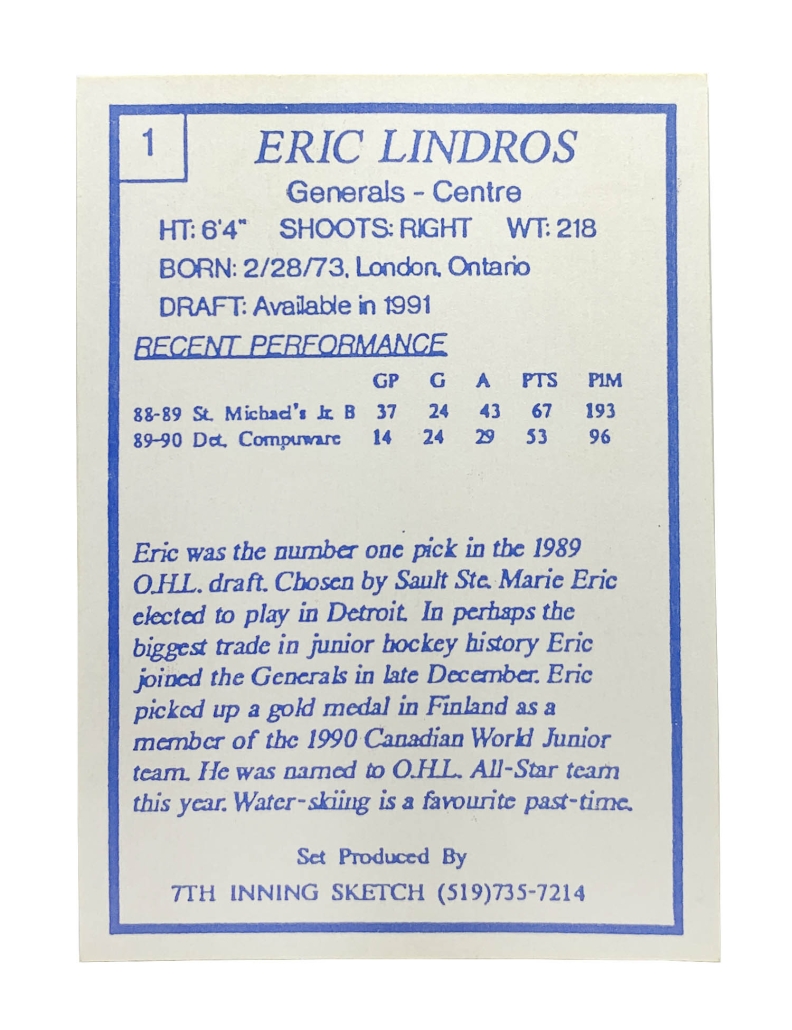 1
ERIC LINDROS
Generals - Centre
HT: 6'4" SHOOTS: RIGHT WT: 218
BORN: 2/28/73, London, Ontario
DRAFT: Available in 1991
RECENT PERFORMANCE
GP G A PTS PIM
88-89 St. Michael's Jr. B 37 24 43 67 193
89-90 Det. Compuware 14 24 29 53 96
Eric was the number one pick in the 1989
O.H.L. draft. Chosen by Sault Ste. Marie Eric
elected to play in Detroit. In perhaps the
biggest trade in junior hockey history Eric
joined the Generals in late December. Eric
picked up a gold medal in Finland as a
member of the 1990 Canadian World Junior
team. He was named to O.H.L. All-Star team
this year. Water-skiing is a favourite past-time.
Set Produced By
7TH INNING SKETCH (519)735-7214